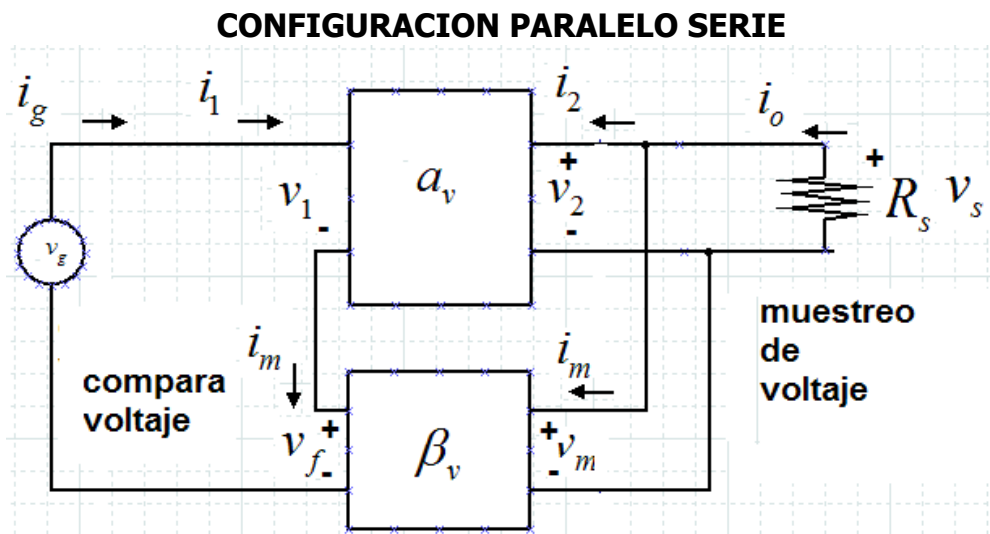 CONFIGURACION PARALELO SERIE
i_g i_1 i_2 i_o
v_1 - a_v + v_2 - + R_s v_s
v_g
i_m i_m
muestreo
de
voltaje
compara
voltaje
+ v_f - β_v + v_m -